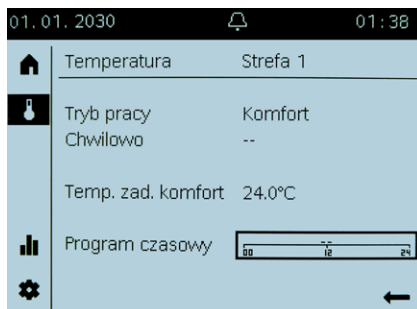 01.01.2030 01:38
Temperatura Strefa 1
Tryb pracy Komfort
Chwilowo --
Temp. zad. komfort 24.0°C
Program czasowy
--
00 12 24